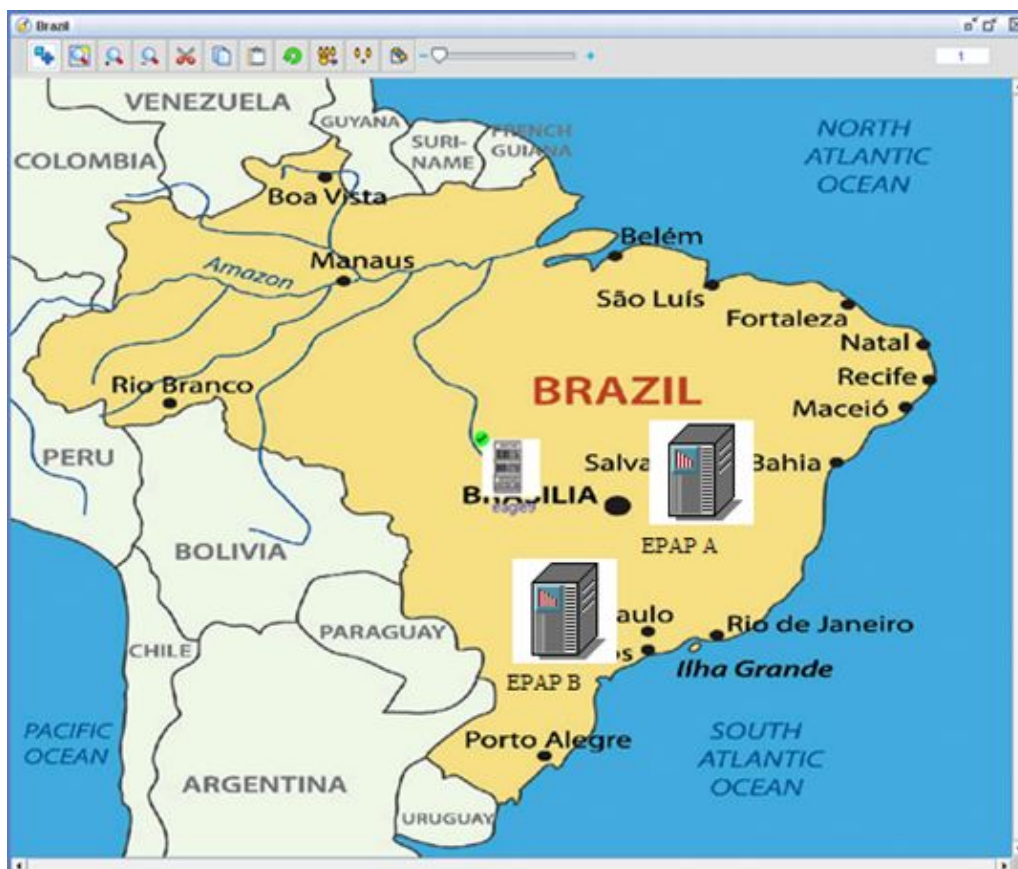 Brazil
1
VENEZUELA
GUYANA
SURI-
NAME
FRENCH
GUIANA
COLOMBIA
NORTH
ATLANTIC
OCEAN
Boa Vista
Belém
Manaus
Amazon
São Luís
Fortaleza
Natal
Rio Branco
BRAZIL
Recife
Maceió
PERU
Salva
Bahia
BRASILIA
eagle9
EPAP A
BOLIVIA
PARAGUAY
aulo
Rio de Janeiro
os
CHILE
Ilha Grande
EPAP B
PACIFIC
OCEAN
Porto Alegre
SOUTH
ATLANTIC
OCEAN
ARGENTINA
URUGUAY